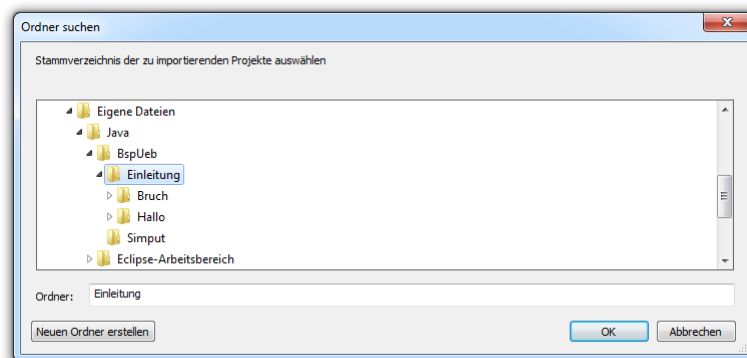 Ordner suchen
Stammverzeichnis der zu importierenden Projekte auswählen
Eigene Dateien
Java
BspUeb
Einleitung
Bruch
Hallo
Simput
Eclipse-Arbeitsbereich
Ordner: Einleitung
Neuen Ordner erstellen OK Abbrechen